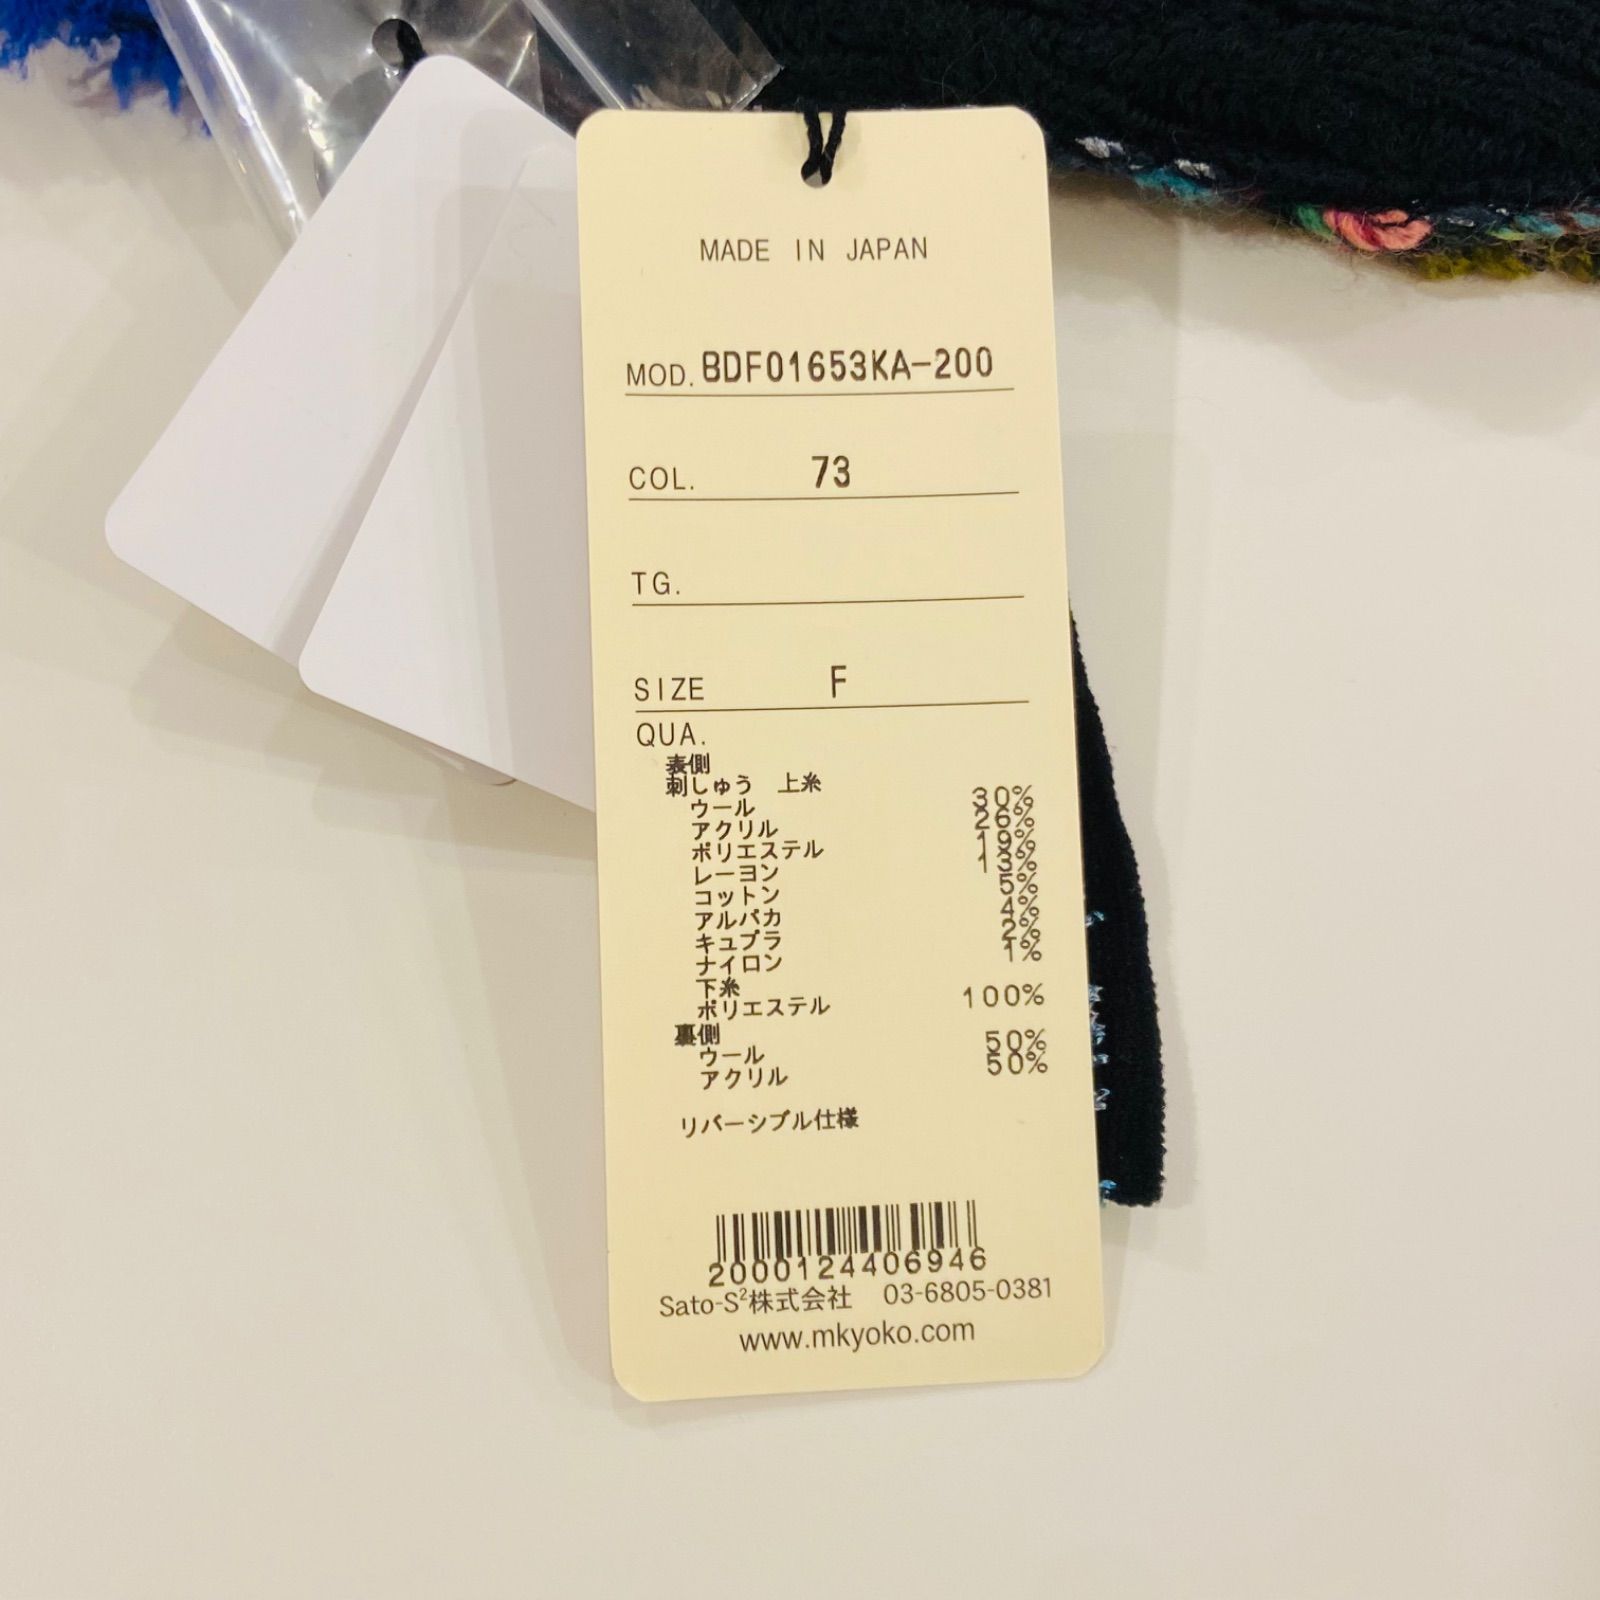 MADE IN JAPAN
MOD. BDF01653KA-200
COL. 73
TG.
SIZE F
QUA.
表側
刺しゅう 上糸
ウール 30%
アクリル 26%
ポリエステル 19%
レーヨン 13%
コットン 5%
アルパカ 4%
キュプラ 2%
ナイロン 1%
下糸
ポリエステル 100%
裏側
ウール 50%
アクリル 50%
リバーシブル仕様
2000124406946
Sato-S²株式会社 03-6805-0381
www.mkyoko.com